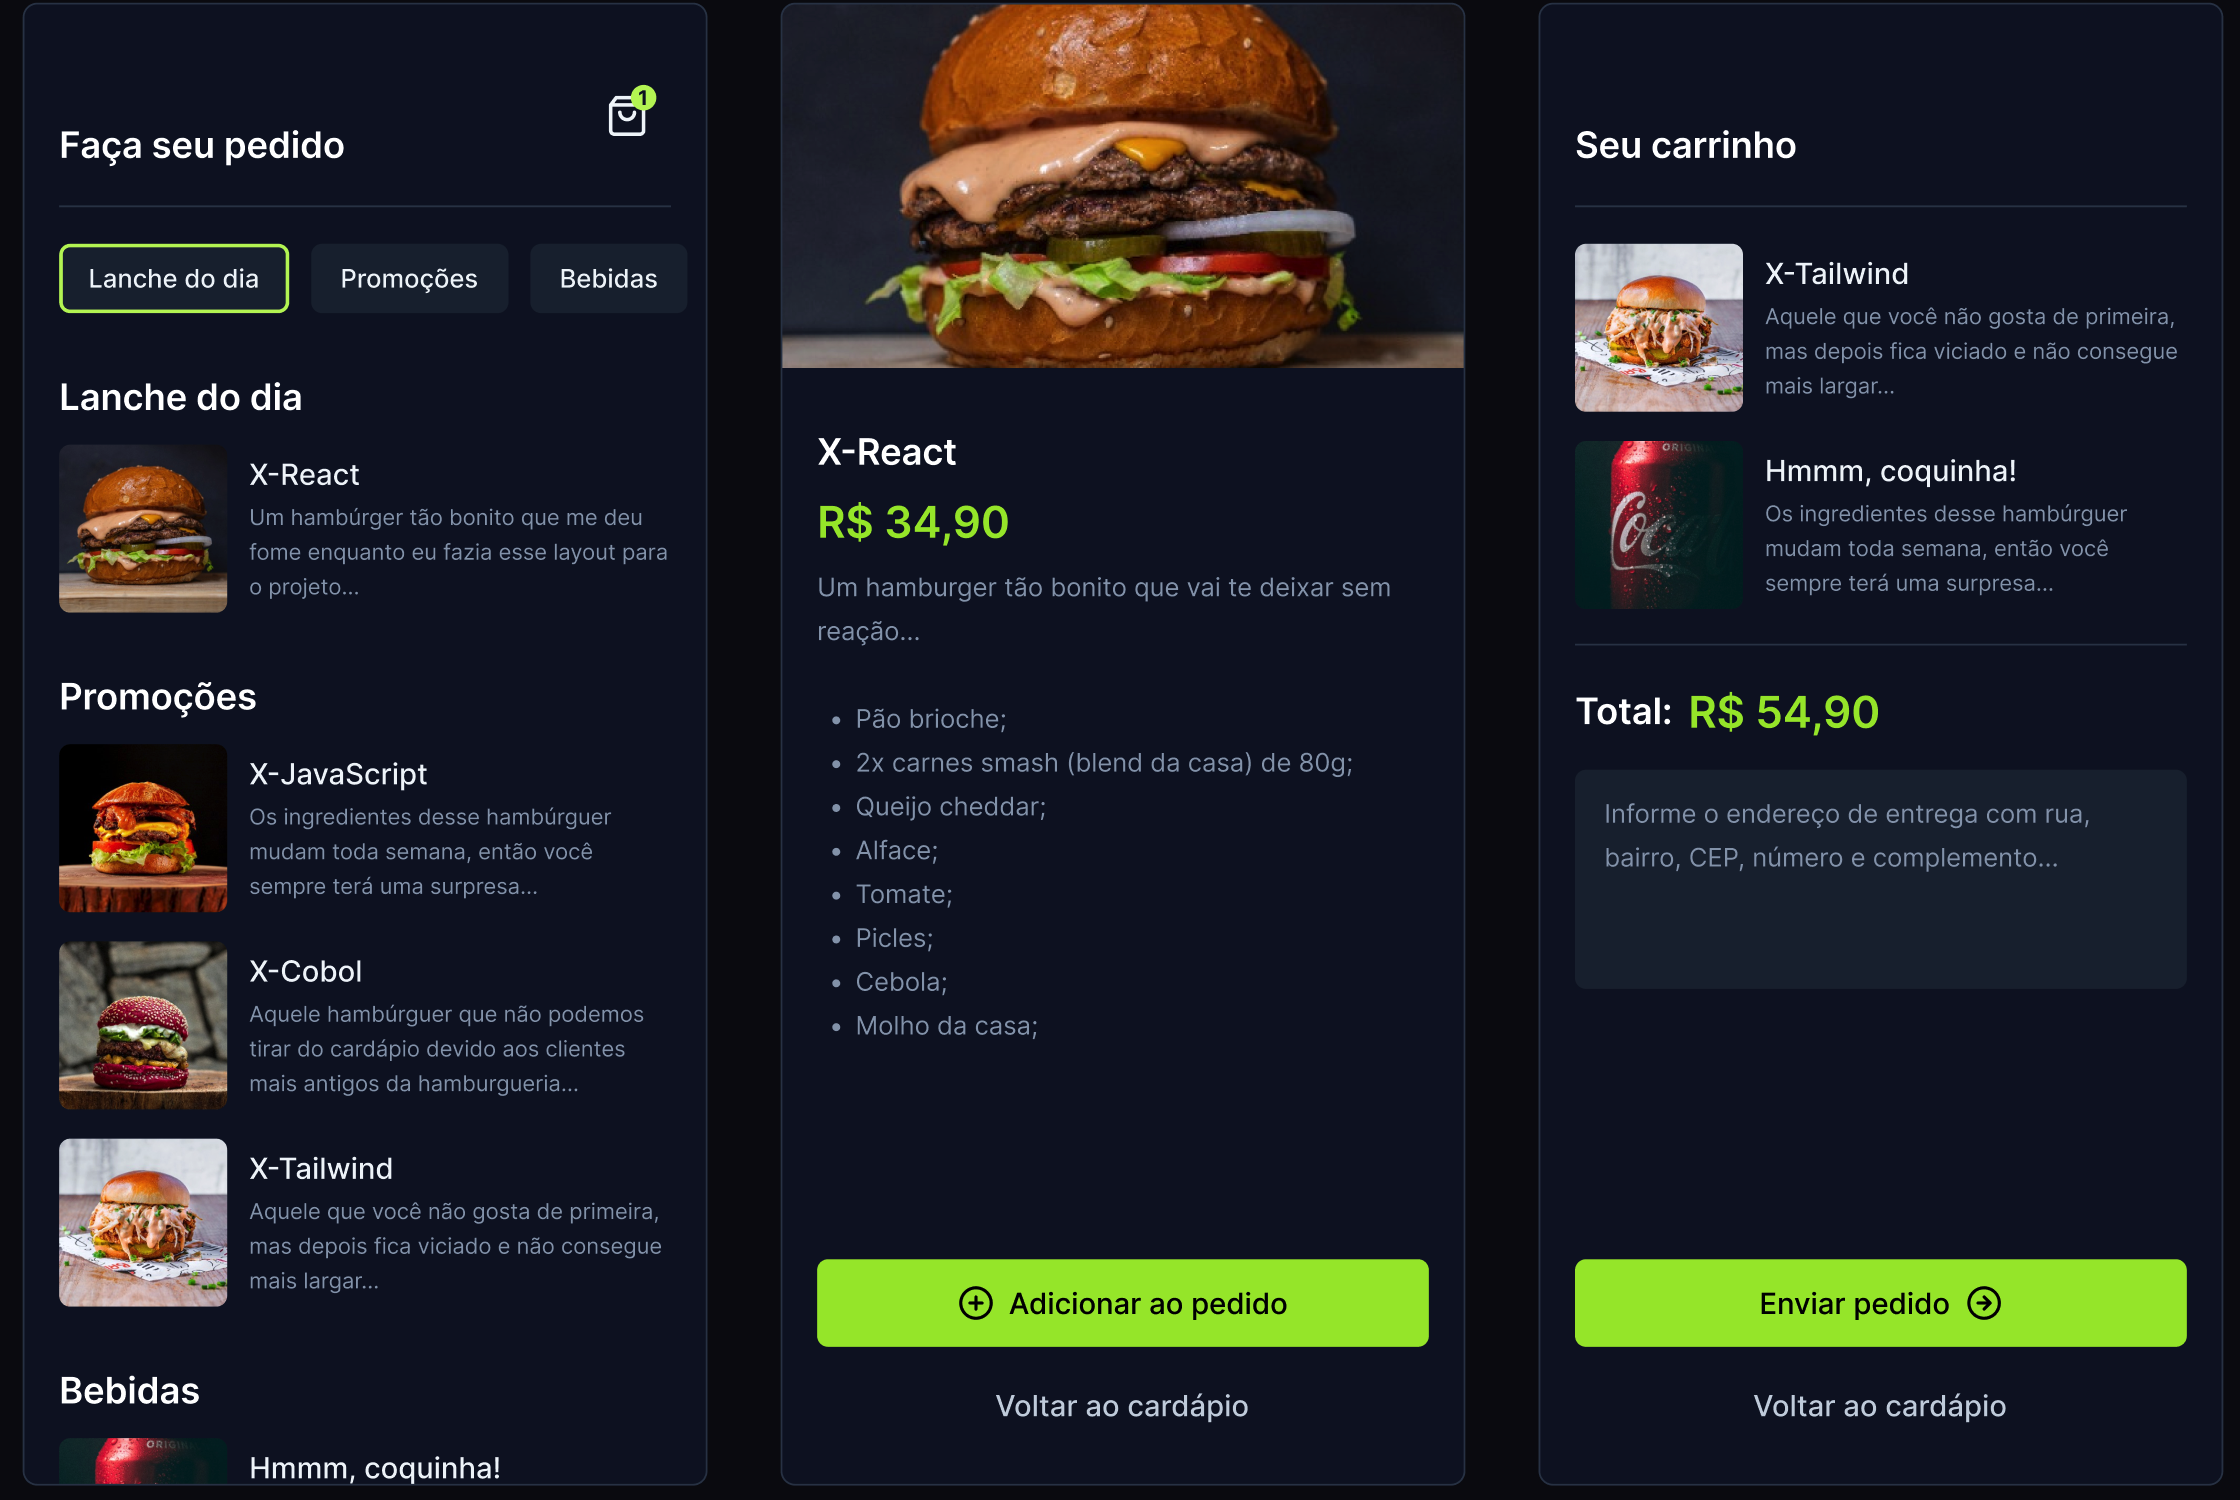 1
Faça seu pedido
Lanche do dia
Promoções
Bebidas
Lanche do dia
X-React
Um hambúrger tão bonito que me deu
fome enquanto eu fazia esse layout para
o projeto...
Promoções
X-JavaScript
Os ingredientes desse hambúrguer
mudam toda semana, então você
sempre terá uma surpresa...
X-Cobol
Aquele hambúrguer que não podemos
tirar do cardápio devido aos clientes
mais antigos da hamburgueria...
X-Tailwind
Aquele que você não gosta de primeira,
mas depois fica viciado e não consegue
mais largar...
Bebidas
Hmmm, coquinha!
X-React
R$ 34,90
Um hamburger tão bonito que vai te deixar sem
reação...
• Pão brioche;
• 2x carnes smash (blend da casa) de 80g;
• Queijo cheddar;
• Alface;
• Tomate;
• Picles;
• Cebola;
• Molho da casa;
Adicionar ao pedido
Voltar ao cardápio
Seu carrinho
X-Tailwind
Aquele que você não gosta de primeira,
mas depois fica viciado e não consegue
mais largar...
Coca
Hmmm, coquinha!
Os ingredientes desse hambúrguer
mudam toda semana, então você
sempre terá uma surpresa...
Total: R$ 54,90
Informe o endereço de entrega com rua,
bairro, CEP, número e complemento...
Enviar pedido
Voltar ao cardápio